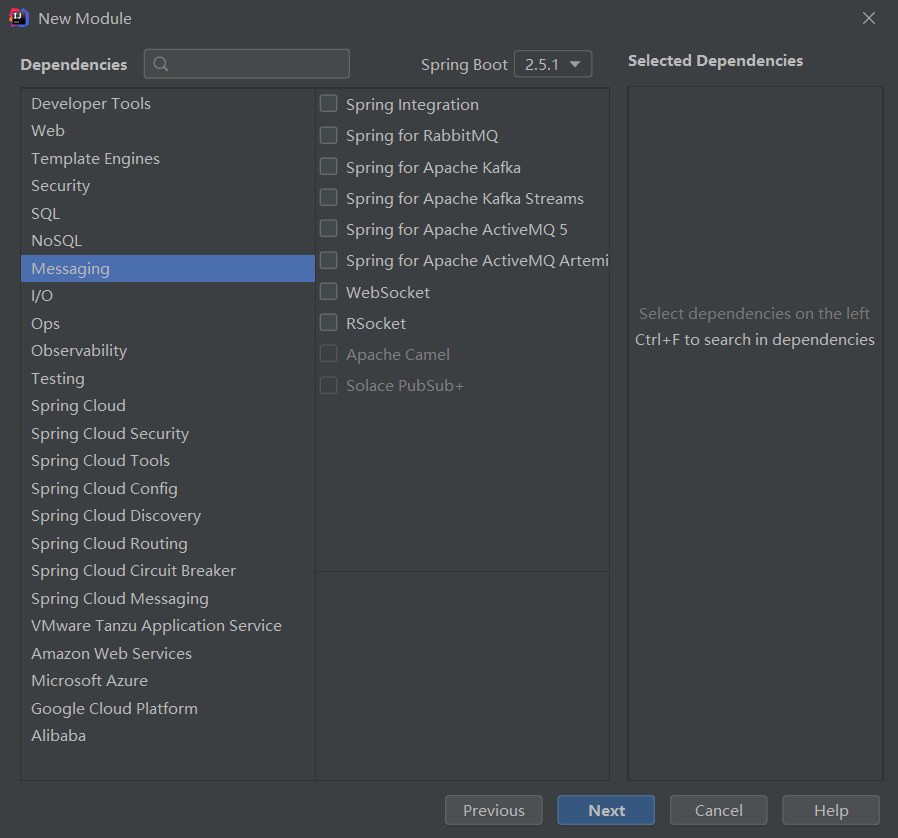 New Module
Dependencies
Spring Boot 2.5.1
Selected Dependencies
Developer Tools
Web
Template Engines
Security
SQL
NoSQL
Messaging
I/O
Ops
Observability
Testing
Spring Cloud
Spring Cloud Security
Spring Cloud Tools
Spring Cloud Config
Spring Cloud Discovery
Spring Cloud Routing
Spring Cloud Circuit Breaker
Spring Cloud Messaging
VMware Tanzu Application Service
Amazon Web Services
Microsoft Azure
Google Cloud Platform
Alibaba
Spring Integration
Spring for RabbitMQ
Spring for Apache Kafka
Spring for Apache Kafka Streams
Spring for Apache ActiveMQ 5
Spring for Apache ActiveMQ Artemi
WebSocket
RSocket
Apache Camel
Solace PubSub+
Select dependencies on the left
Ctrl+F to search in dependencies
Previous
Next
Cancel
Help